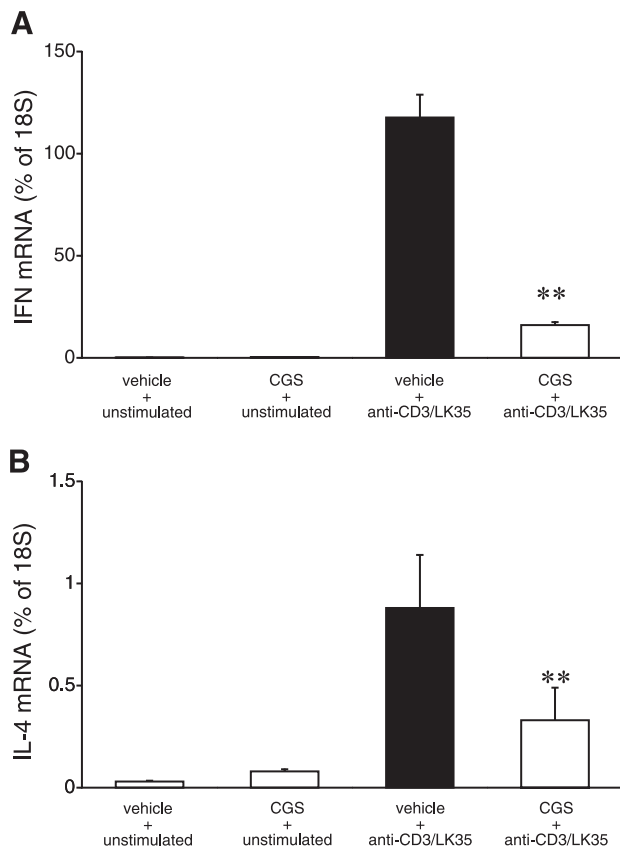 A
150
100
50
0
IFN mRNA (% of 18S)
**
vehicle CGS vehicle CGS
+ + + +
unstimulated unstimulated anti-CD3/LK35 anti-CD3/LK35
B
1.5
1
0.5
0
IL-4 mRNA (% of 18S)
**
vehicle CGS vehicle CGS
+ + + +
unstimulated unstimulated anti-CD3/LK35 anti-CD3/LK35